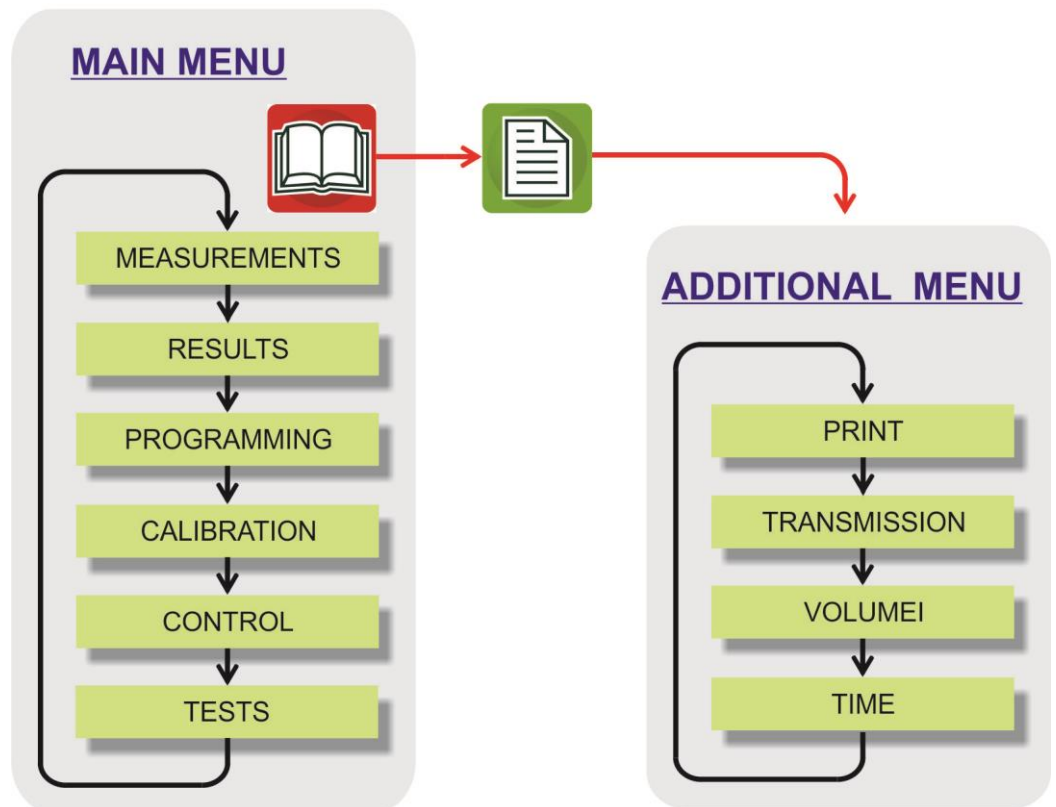 MAIN MENU
MEASUREMENTS
RESULTS
PROGRAMMING
CALIBRATION
CONTROL
TESTS
ADDITIONAL MENU
PRINT
TRANSMISSION
VOLUMEI
TIME